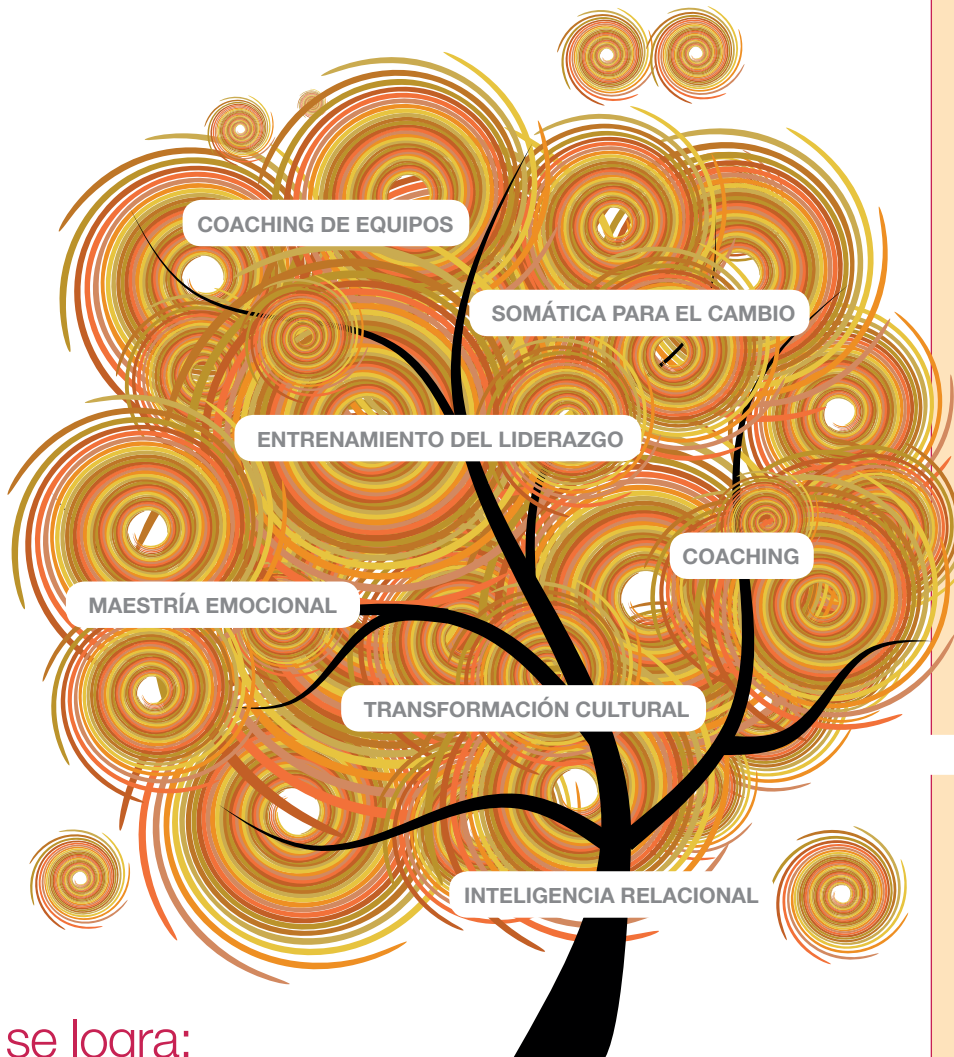 COACHING DE EQUIPOS
SOMÁTICA PARA EL CAMBIO
ENTRENAMIENTO DEL LIDERAZGO
COACHING
MAESTRÍA EMOCIONAL
TRANSFORMACIÓN CULTURAL
INTELIGENCIA RELACIONAL
se logra: